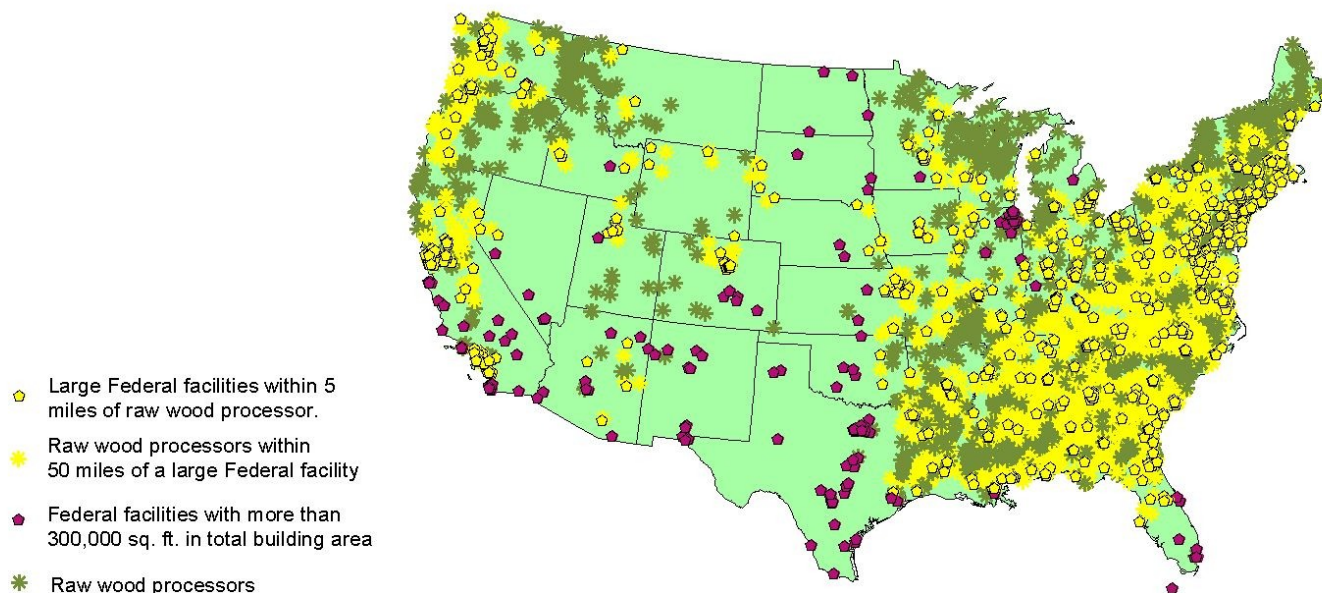 Large Federal facilities within 5
miles of raw wood processor.
Raw wood processors within
50 miles of a large Federal facility
Federal facilities with more than
300,000 sq. ft. in total building area
Raw wood processors